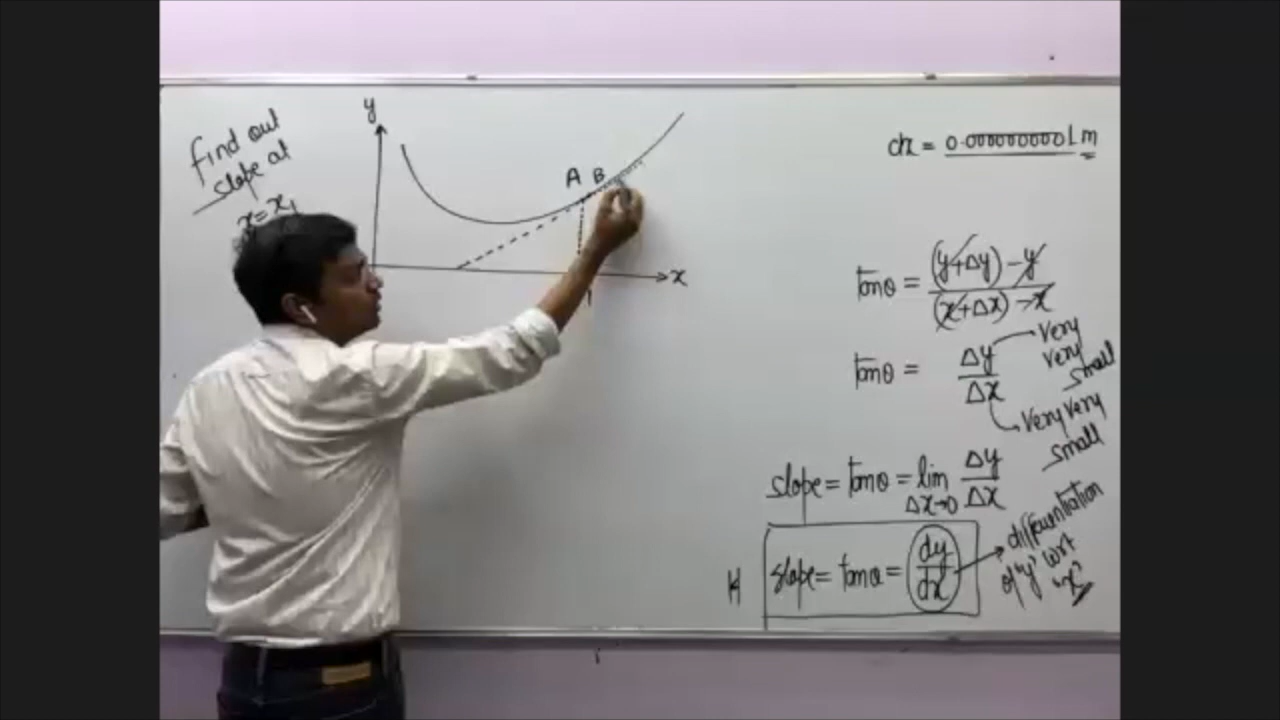 find out
slope at
x = x₁
y
A B
x
dx = 0.0000000001 m
tanθ = (y+Δy) - y / (x+Δx) - x
tanθ = Δy / Δx
very
very
small
very very
small
slope = tanθ = lim Δx→0 Δy / Δx
slope = tanθ = dy / dx
differentiation
of 'y' wrt
'x'